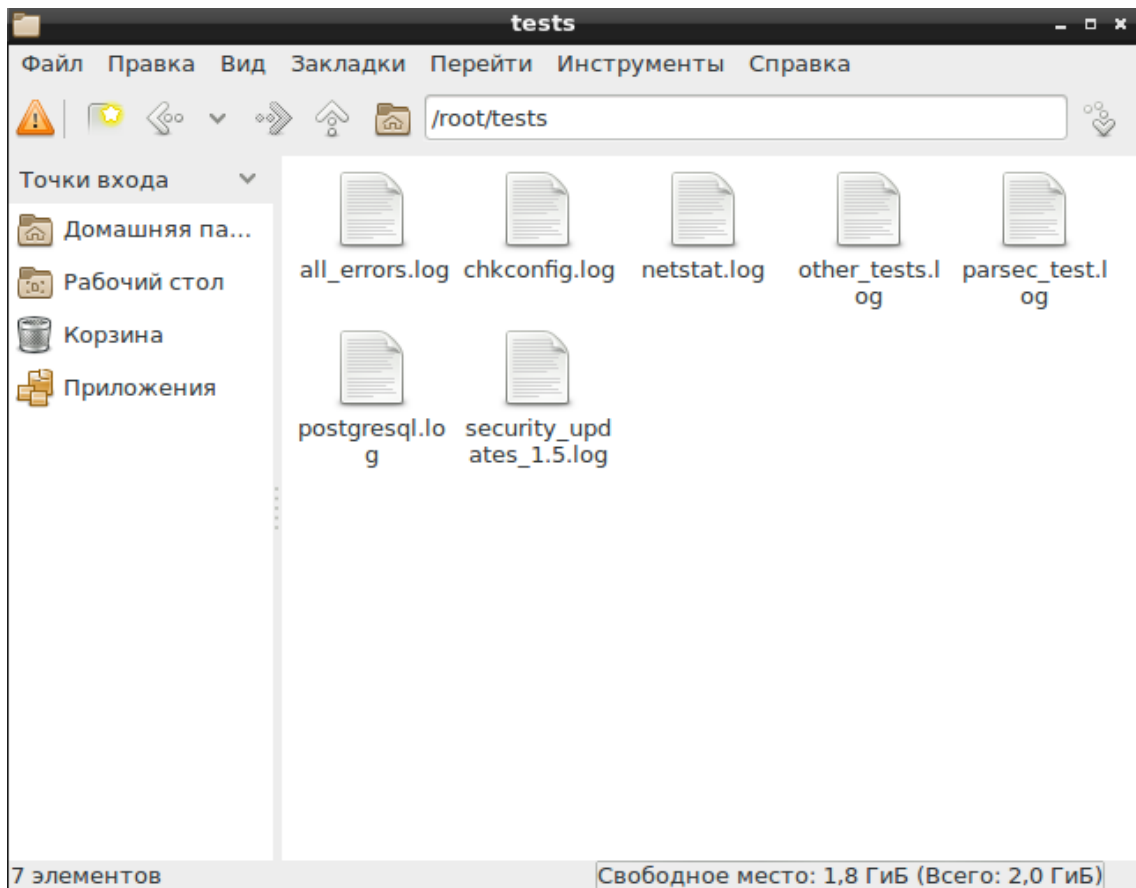 tests
Файл Правка Вид Закладки Перейти Инструменты Справка
/root/tests
Точки входа
Домашняя па...
Рабочий стол
Корзина
Приложения
all_errors.log chkconfig.log netstat.log other_tests.l parsec_test.l
og og
postgresql.lo security_upd
g ates_1.5.log
7 элементов Свободное место: 1,8 ГиБ (Всего: 2,0 ГиБ)